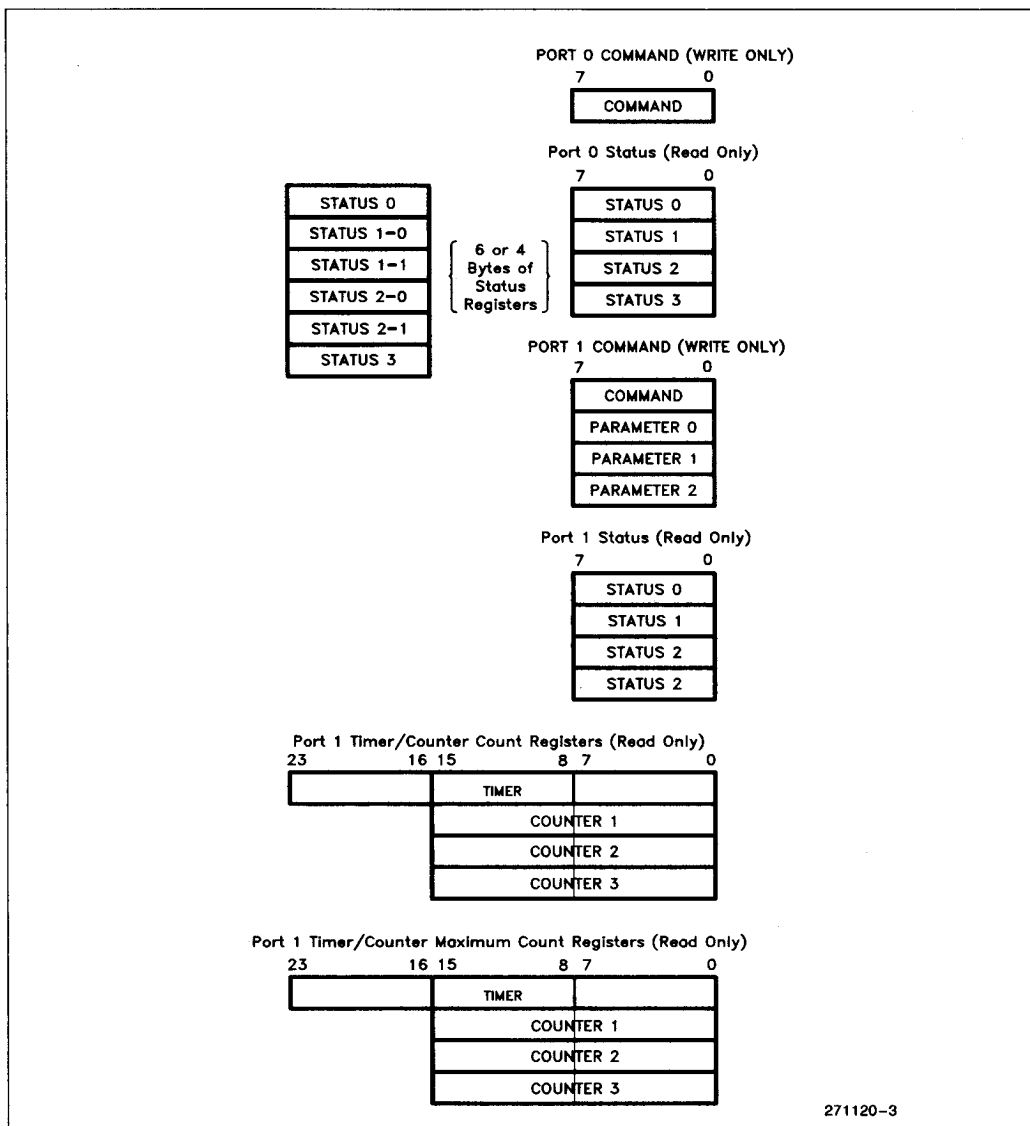 PORT 0 COMMAND (WRITE ONLY)
7 0
COMMAND
Port 0 Status (Read Only)
7 0
STATUS 0
STATUS 1-0
STATUS 1-1
STATUS 2-0
STATUS 2-1
STATUS 3
6 or 4
Bytes of
Status
Registers
STATUS 0
STATUS 1
STATUS 2
STATUS 3
PORT 1 COMMAND (WRITE ONLY)
7 0
COMMAND
PARAMETER 0
PARAMETER 1
PARAMETER 2
Port 1 Status (Read Only)
7 0
STATUS 0
STATUS 1
STATUS 2
STATUS 2
Port 1 Timer/Counter Count Registers (Read Only)
23 16 15 8 7 0
TIMER
COUNTER 1
COUNTER 2
COUNTER 3
Port 1 Timer/Counter Maximum Count Registers (Read Only)
23 16 15 8 7 0
TIMER
COUNTER 1
COUNTER 2
COUNTER 3
271120-3